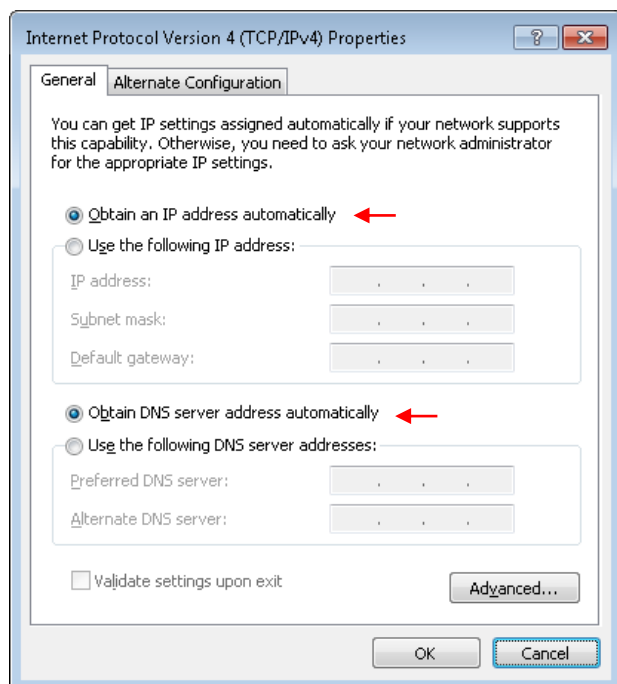 Internet Protocol Version 4 (TCP/IPv4) Properties
?
General
Alternate Configuration
You can get IP settings assigned automatically if your network supports
this capability. Otherwise, you need to ask your network administrator
for the appropriate IP settings.
Obtain an IP address automatically
Use the following IP address:
IP address:
Subnet mask:
Default gateway:
Obtain DNS server address automatically
Use the following DNS server addresses:
Preferred DNS server:
Alternate DNS server:
Validate settings upon exit
Advanced...
OK
Cancel